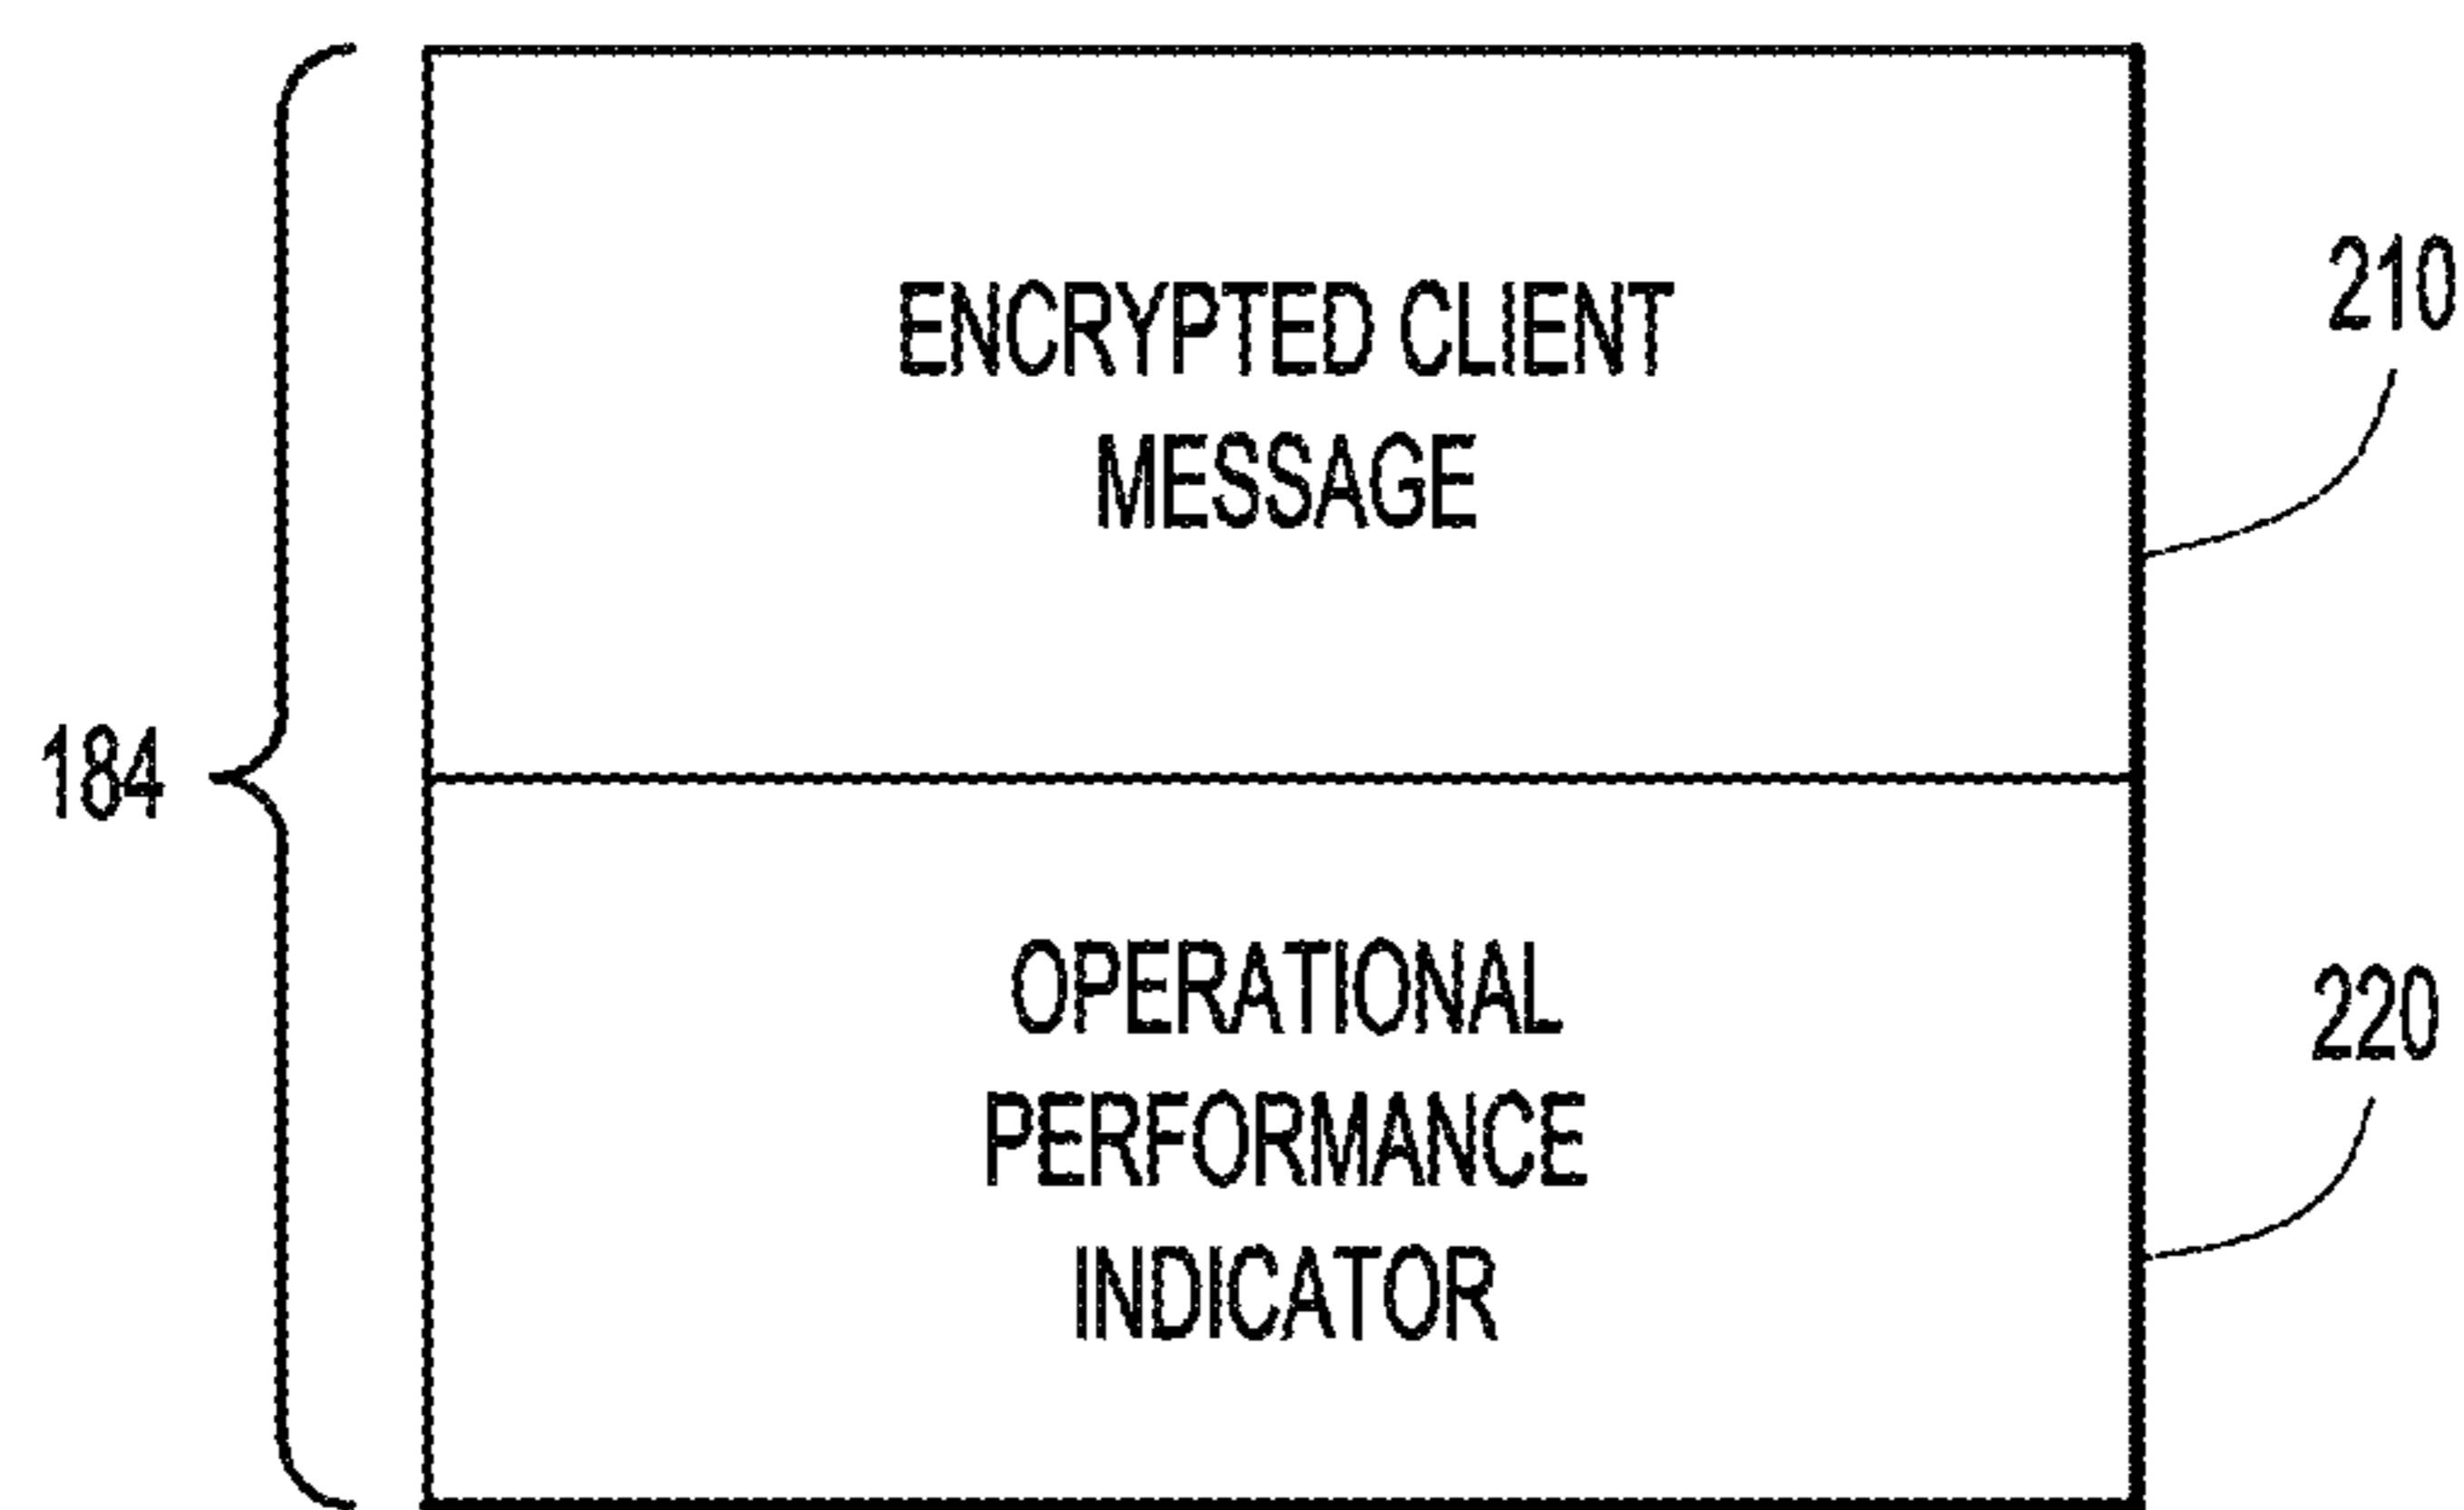 ENCRYPTED CLIENT
MESSAGE
210
184
OPERATIONAL
PERFORMANCE
INDICATOR
220